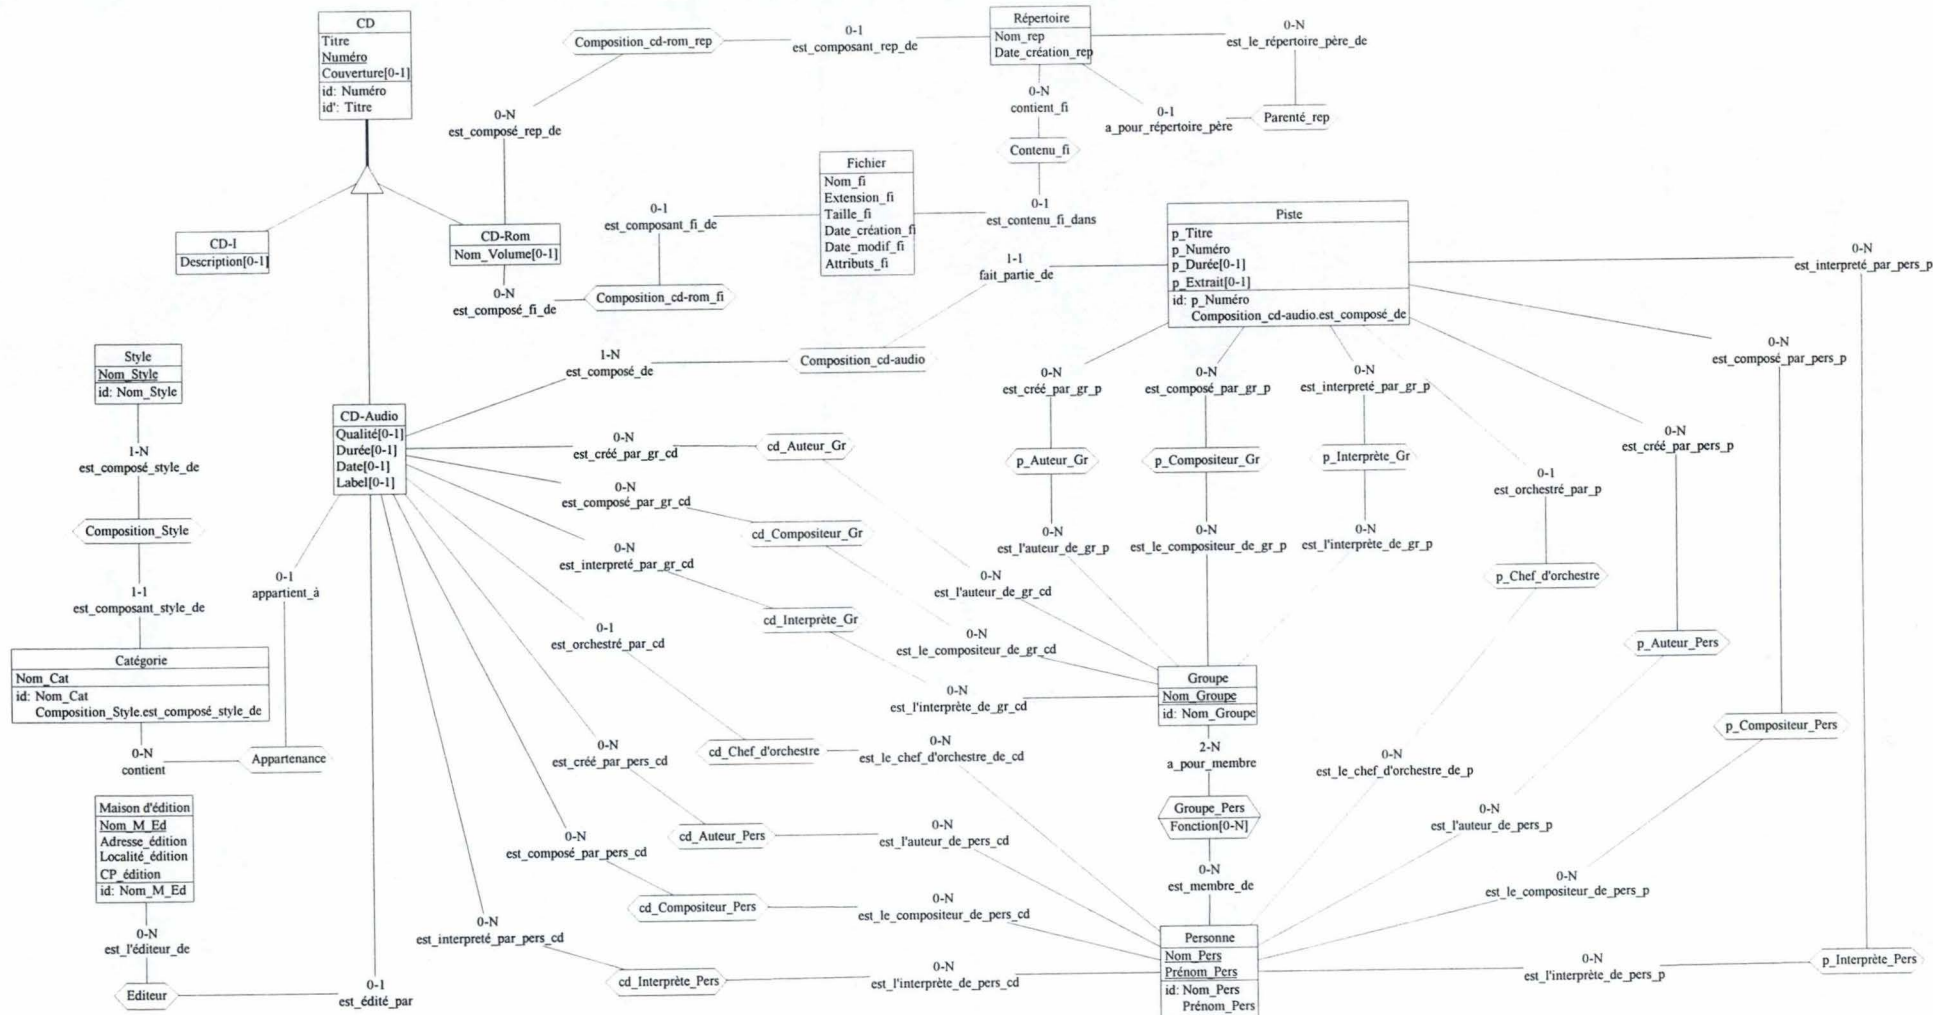 CD
Titre
Numéro
Couverture[0-1]
id: Numéro
id': Titre
Composition_cd-rom_rep
0-1
est_composant_rep_de
Répertoire
Nom_rep
Date_création_rep
0-N
est_le_répertoire_père_de
0-N
est_composé_rep_de
0-N
contient_fi
0-1
a_pour_répertoire_père
Parenté_rep
Contenu_fi
Fichier
Nom_fi
Extension_fi
Taille_fi
Date_création_fi
Date_modif_fi
Attributs_fi
0-1
est_composant_fi_de
0-1
est_contenu_fi_dans
CD-I
Description[0-1]
CD-Rom
Nom_Volume[0-1]
0-N
est_composé_fi_de
Composition_cd-rom_fi
Piste
p_Titre
p_Numéro
p_Durée[0-1]
p_Extrait[0-1]
id: p_Numéro
Composition_cd-audio.est_composé_de
1-1
fait_partie_de
0-N
est_interpreté_par_pers_p
Style
Nom_Style
id: Nom_Style
1-N
est_composé_de
Composition_cd-audio
0-N
est_créé_par_gr_p
0-N
est_composé_par_gr_p
0-N
est_interpreté_par_gr_p
0-N
est_composé_par_pers_p
CD-Audio
Qualité[0-1]
Durée[0-1]
Date[0-1]
Label[0-1]
1-N
est_composé_style_de
0-N
est_créé_par_gr_cd
cd_Auteur_Gr
p_Auteur_Gr
p_Compositeur_Gr
p_Interprète_Gr
0-N
est_créé_par_pers_p
0-1
est_orchestré_par_p
0-N
est_composé_par_gr_cd
cd_Compositeur_Gr
Composition_Style
0-N
est_l'auteur_de_gr_p
0-N
est_le_compositeur_de_gr_p
0-N
est_l'interprète_de_gr_p
0-N
est_interpreté_par_gr_cd
0-1
appartient_à
0-N
est_l'auteur_de_gr_cd
p_Chef_d'orchestre
1-1
est_composant_style_de
cd_Interprète_Gr
0-1
est_orchestré_par_cd
0-N
est_le_compositeur_de_gr_cd
p_Auteur_Pers
Catégorie
Nom_Cat
id: Nom_Cat
Composition_Style.est_composé_style_de
Groupe
Nom_Groupe
id: Nom_Groupe
0-N
est_l'interprète_de_gr_cd
p_Compositeur_Pers
0-N
contient
Appartenance
0-N
est_créé_par_pers_cd
cd_Chef_d'orchestre
0-N
est_le_chef_d'orchestre_de_cd
2-N
a_pour_membre
0-N
est_le_chef_d'orchestre_de_p
Maison d'édition
Nom_M_Ed
Adresse_édition
Localité_édition
CP_édition
id: Nom_M_Ed
Groupe_Pers
Fonction[0-N]
0-N
est_composé_par_pers_cd
cd_Auteur_Pers
0-N
est_l'auteur_de_pers_cd
0-N
est_l'auteur_de_pers_p
0-N
est_membre_de
0-N
est_le_compositeur_de_pers_p
cd_Compositeur_Pers
0-N
est_le_compositeur_de_pers_cd
0-N
est_l'éditeur_de
0-N
est_interpreté_par_pers_cd
Personne
Nom_Pers
Prénom_Pers
id: Nom_Pers
Prénom_Pers
Editeur
0-1
est_édité_par
cd_Interprète_Pers
0-N
est_l'interprète_de_pers_cd
0-N
est_l'interprète_de_pers_p
p_Interprète_Pers